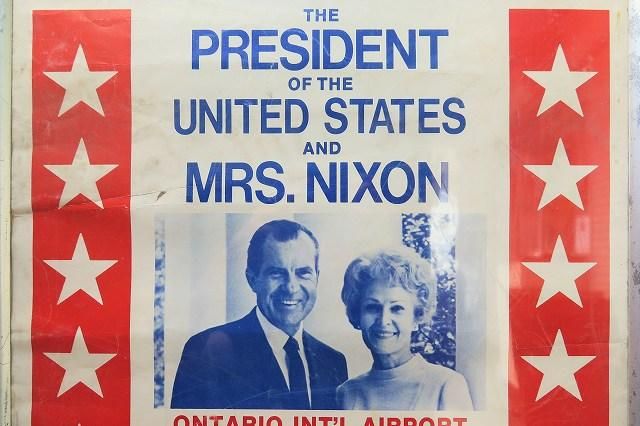 THE
PRESIDENT
OF THE
UNITED STATES
AND
MRS. NIXON
ONTARIO INT'L AIRPORT